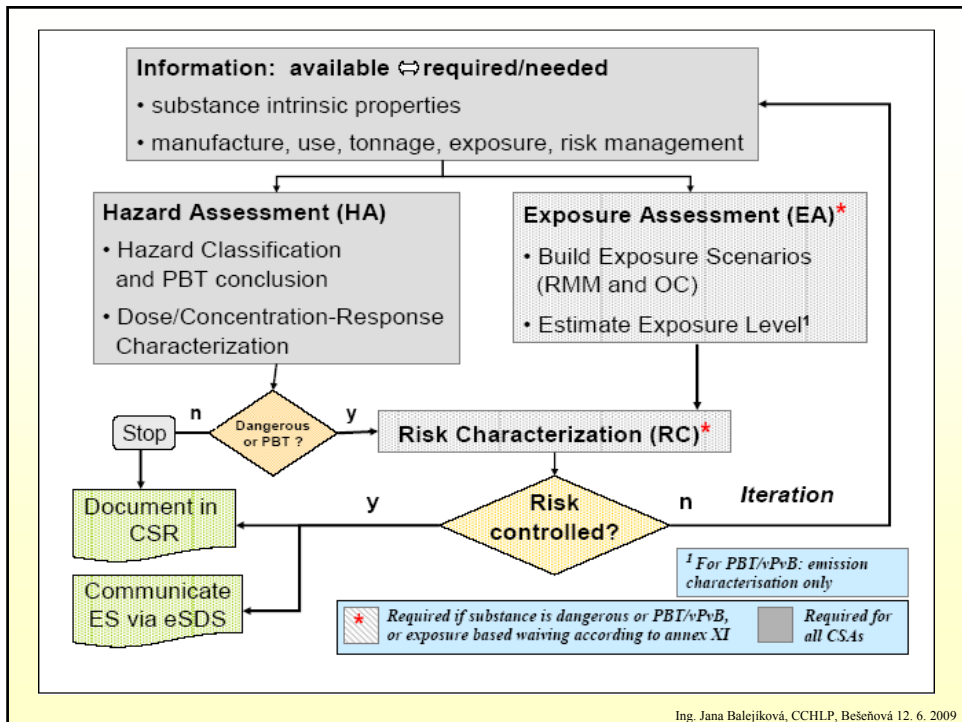 Information: available ⇔ required/needed
• substance intrinsic properties
• manufacture, use, tonnage, exposure, risk management
Hazard Assessment (HA)
• Hazard Classification
and PBT conclusion
• Dose/Concentration-Response
Characterization
Exposure Assessment (EA)*
• Build Exposure Scenarios
(RMM and OC)
• Estimate Exposure Level¹
n
Dangerous
or PBT ?
y
Stop
Risk Characterization (RC)*
Document in
CSR
y
Risk
controlled?
n
Iteration
Communicate
ES via eSDS
¹ For PBT/vPvB: emission
characterisation only
* Required if substance is dangerous or PBT/vPvB,
or exposure based waiving according to annex XI
Required for
all CSAs
Ing. Jana Balejíková, CCHLP, Bešeňová 12. 6. 2009